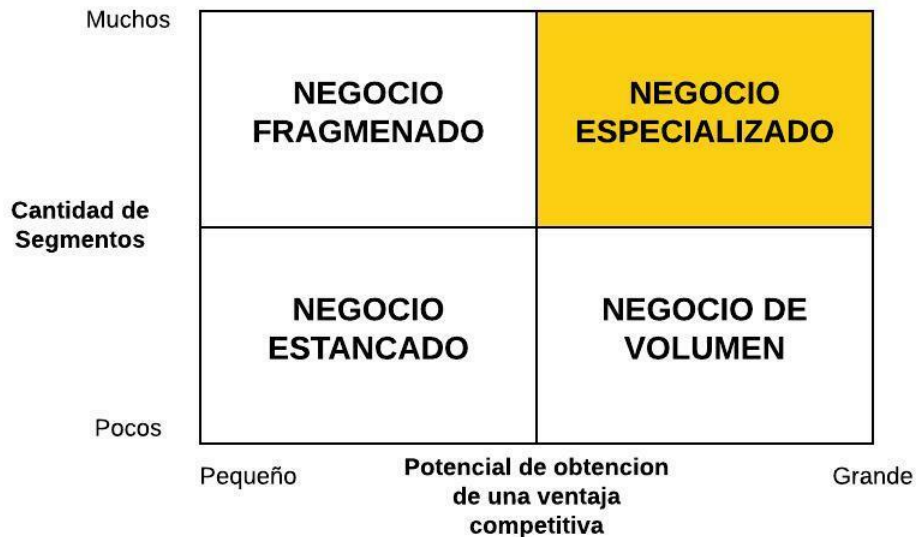 Muchos
NEGOCIO
FRAGMENADO
NEGOCIO
ESPECIALIZADO
Cantidad de
Segmentos
NEGOCIO
ESTANCADO
NEGOCIO DE
VOLUMEN
Pocos
Pequeño
Potencial de obtencion
de una ventaja
competitiva
Grande